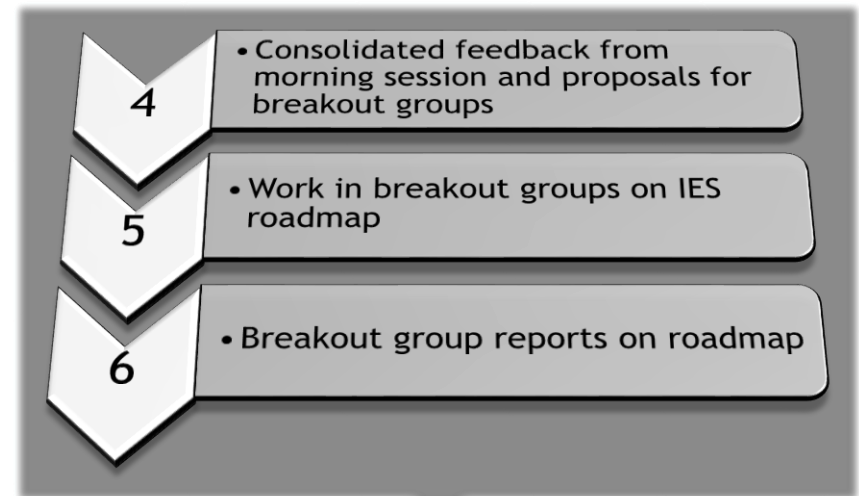 4
• Consolidated feedback from
morning session and proposals for
breakout groups
5
• Work in breakout groups on IES
roadmap
6
• Breakout group reports on roadmap